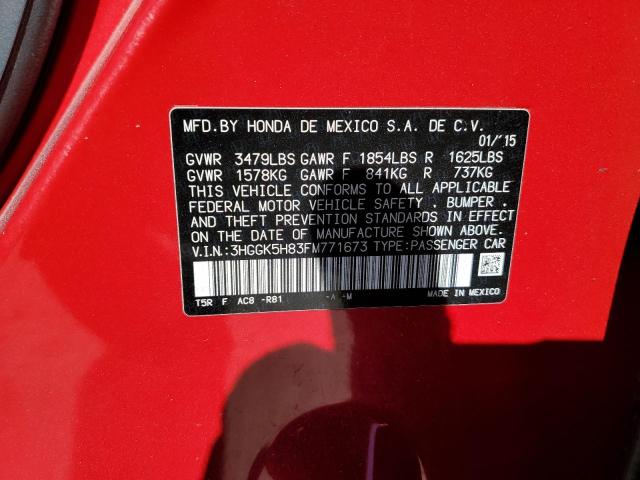 MFD.BY HONDA DE MEXICO S.A. DE C.V.
01/'15
GVWR 3479LBS GAWR F 1854LBS R 1625LBS
GVWR 1578KG GAWR F 841KG R 737KG
THIS VEHICLE CONFORMS TO ALL APPLICABLE
FEDERAL MOTOR VEHICLE SAFETY . BUMPER .
AND THEFT PREVENTION STANDARDS IN EFFECT
ON THE DATE OF MANUFACTURE SHOWN ABOVE.
V.I.N.:3HGGK5H83FM771673 TYPE:PASSENGER CAR
T5R F AC8 -R81 -A -M MADE IN MEXICO